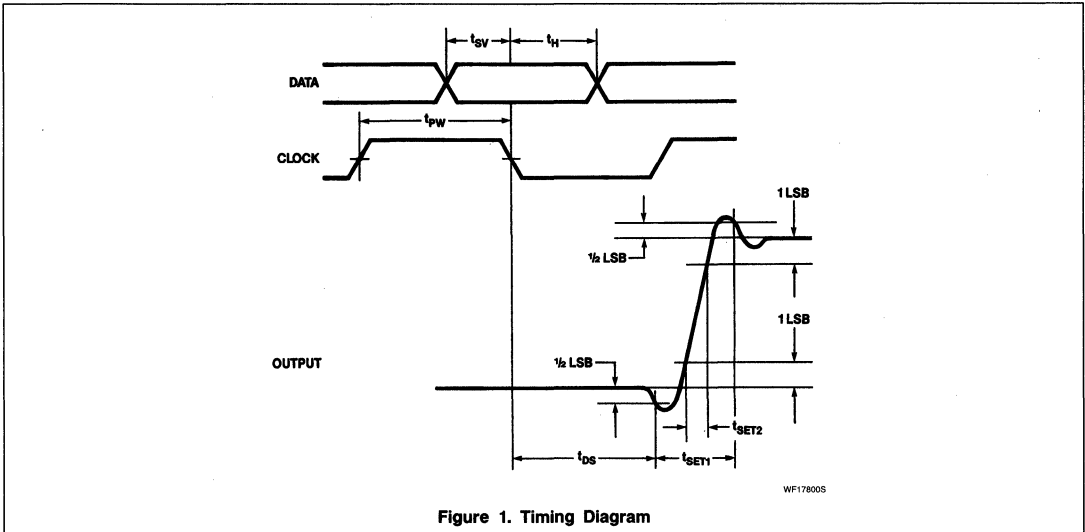 tSV
tH
DATA
tPW
CLOCK
1 LSB
1/2 LSB
1 LSB
OUTPUT
1/2 LSB
tSET2
tDS
tSET1
WF17800S
Figure 1. Timing Diagram